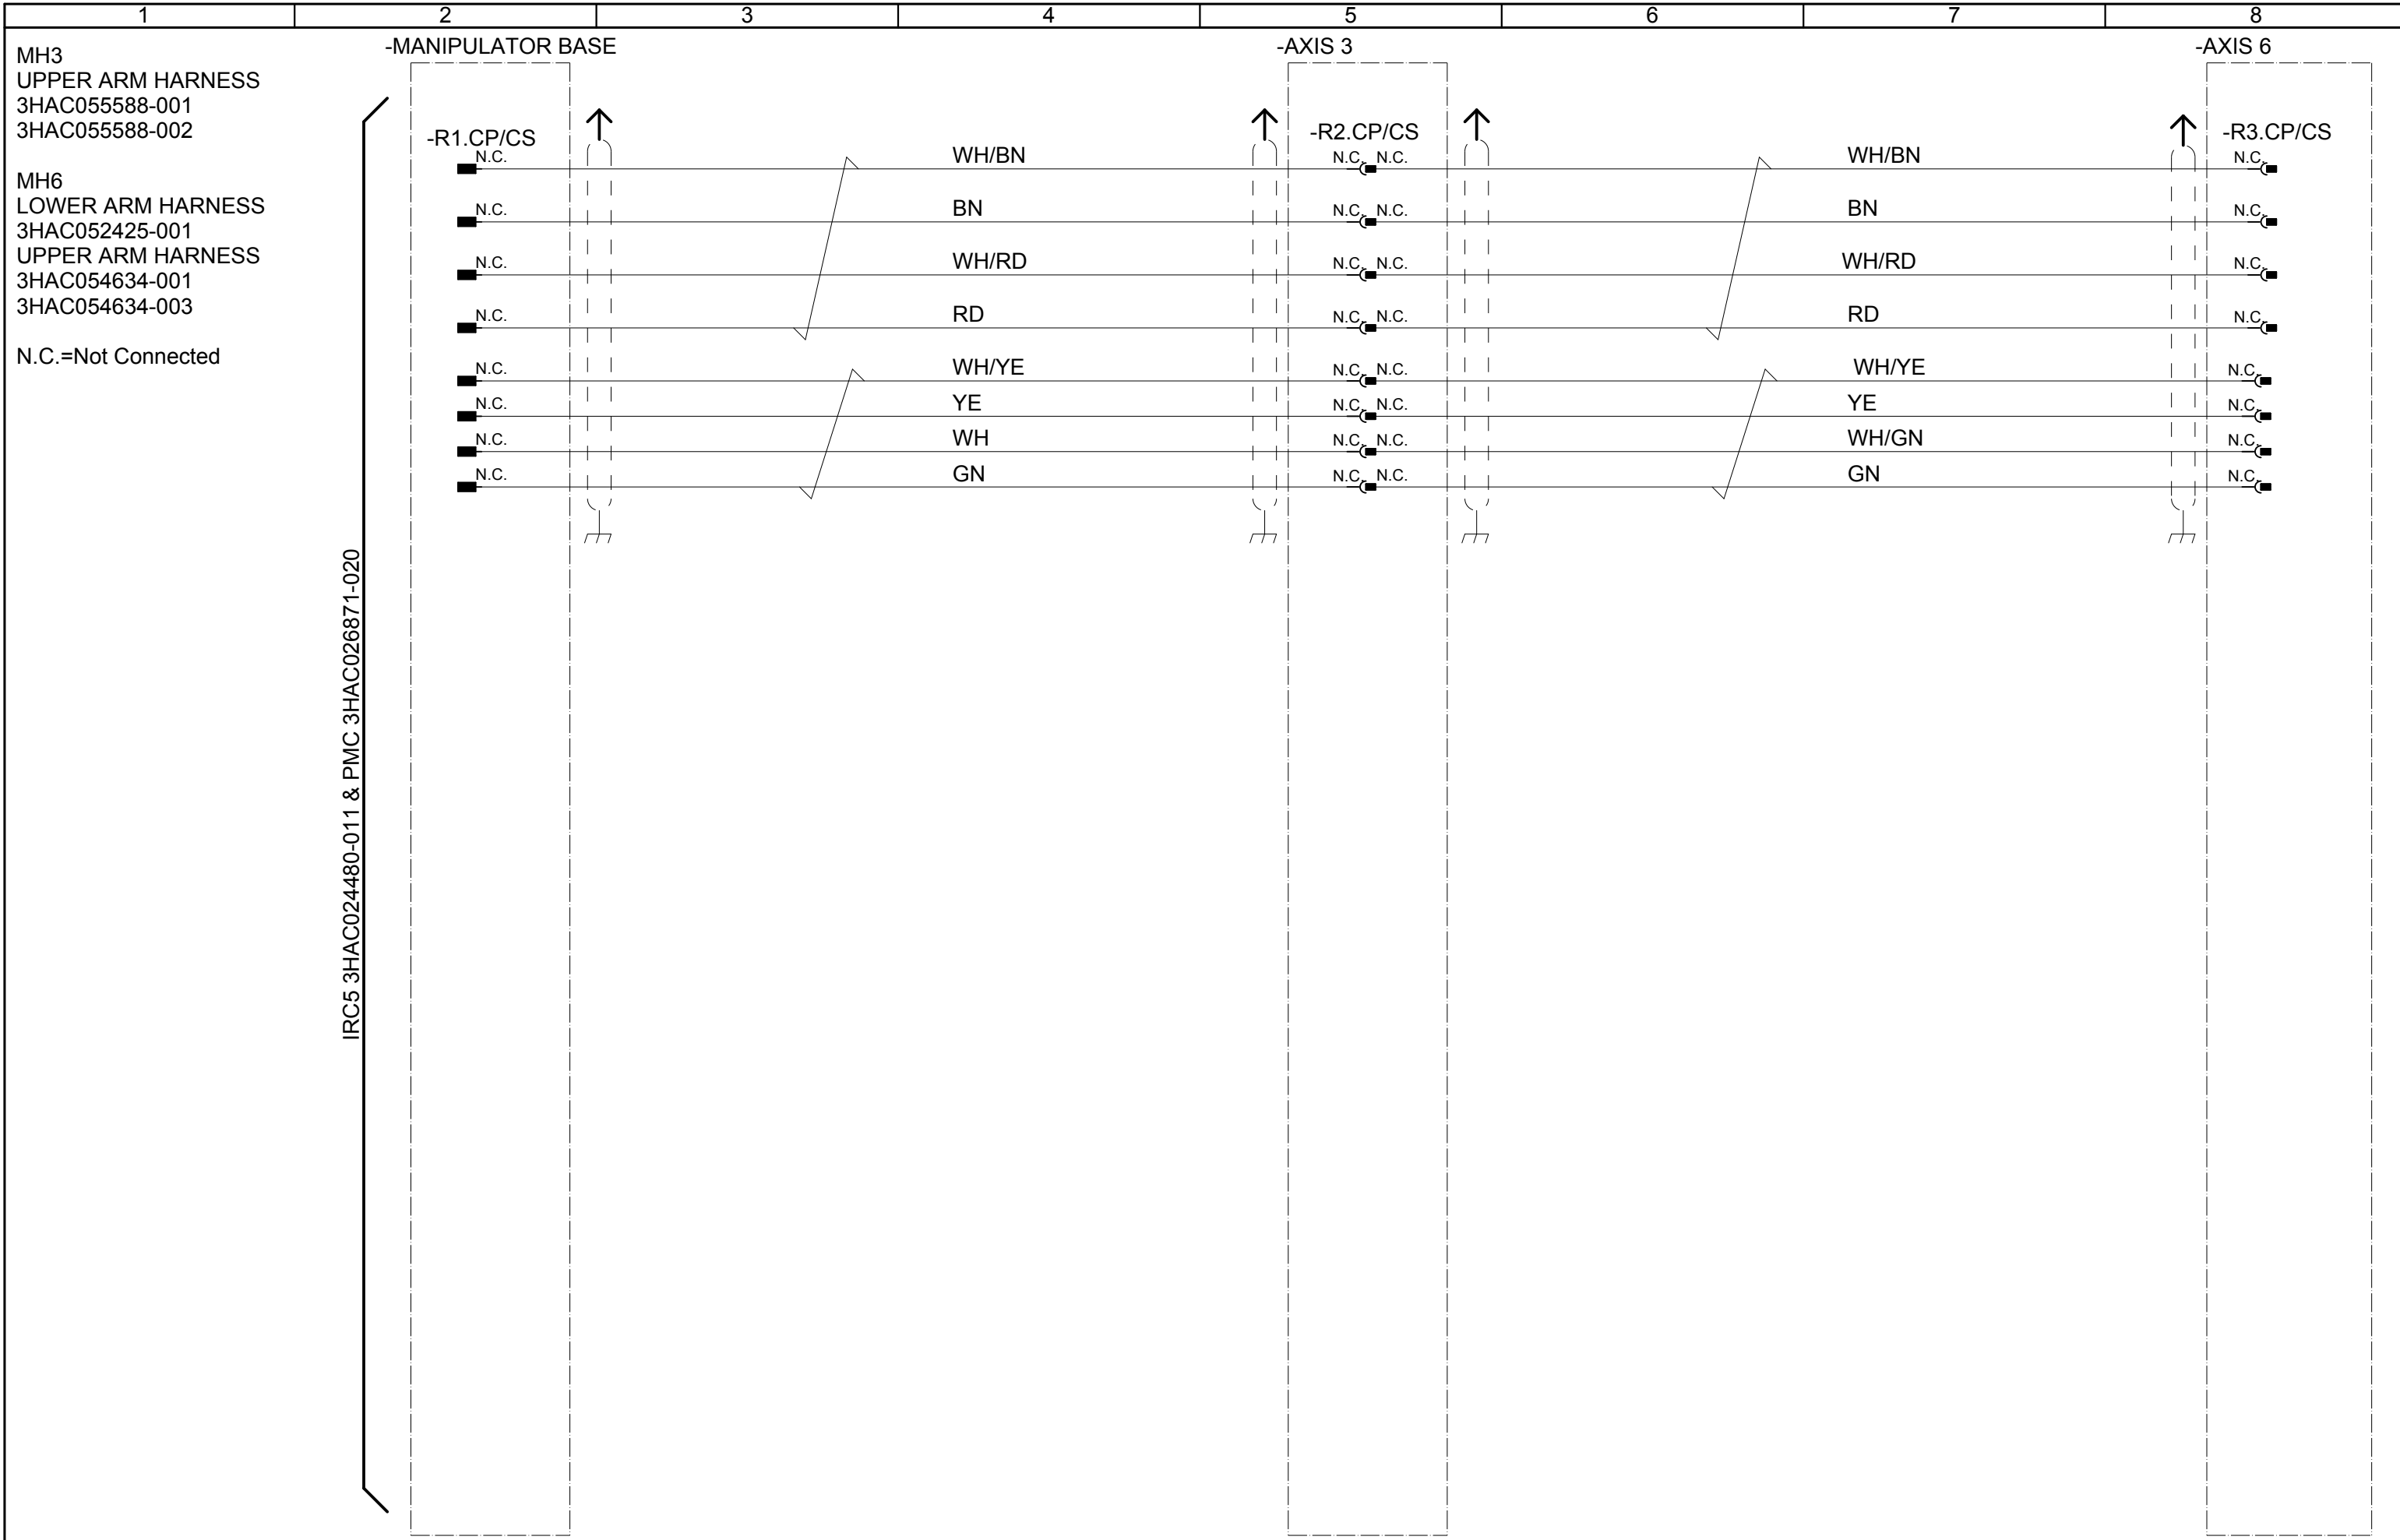 1 2 3 4 5 6 7 8
-MANIPULATOR BASE -AXIS 3 -AXIS 6
MH3
UPPER ARM HARNESS
3HAC055588-001
3HAC055588-002
MH6
LOWER ARM HARNESS
3HAC052425-001
UPPER ARM HARNESS
3HAC054634-001
3HAC054634-003
N.C.=Not Connected
IRC5 3HAC024480-011 & PMC 3HAC026871-020
-R1.CP/CS -R2.CP/CS -R3.CP/CS
N.C. WH/BN N.C. N.C. WH/BN N.C.
N.C. BN N.C. N.C. BN N.C.
N.C. WH/RD N.C. N.C. WH/RD N.C.
N.C. RD N.C. N.C. RD N.C.
N.C. WH/YE N.C. N.C. WH/YE N.C.
N.C. YE N.C. N.C. YE N.C.
N.C. WH N.C. N.C. WH/GN N.C.
N.C. GN N.C. N.C. GN N.C.